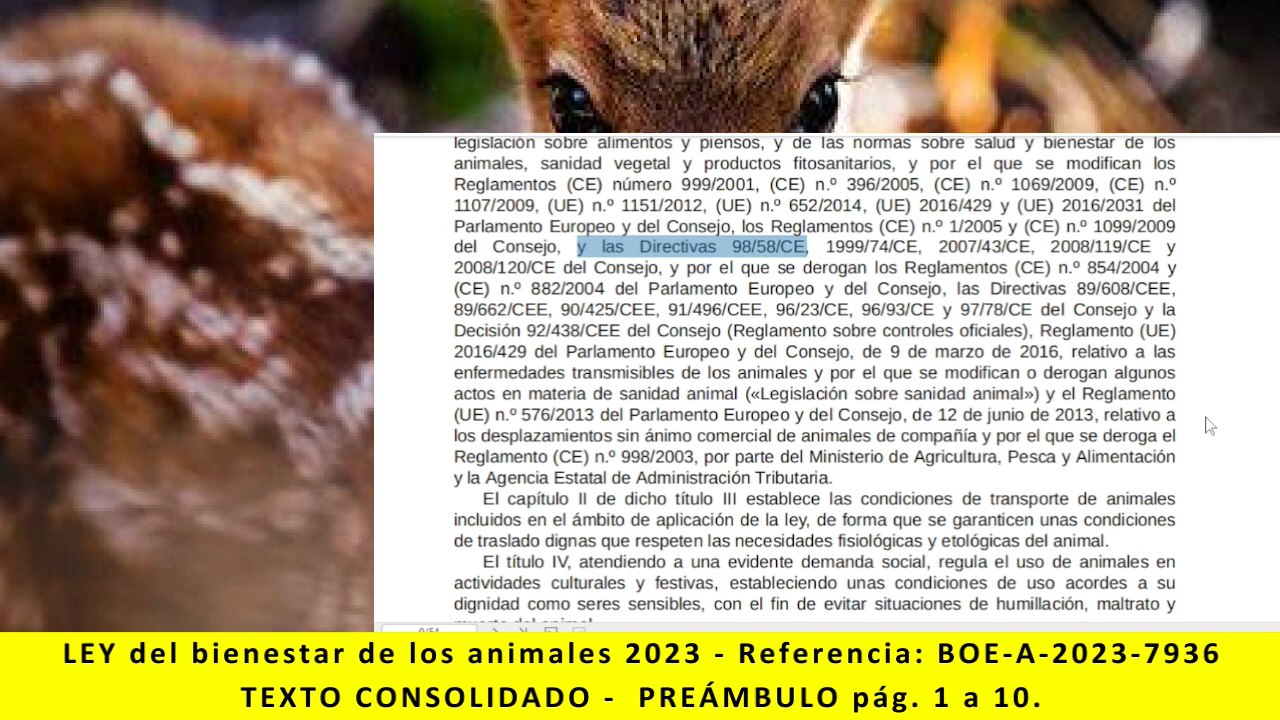 legislación sobre alimentos y piensos, y de las normas sobre salud y bienestar de los
animales, sanidad vegetal y productos fitosanitarios, y por el que se modifican los
Reglamentos (CE) número 999/2001, (CE) n.º 396/2005, (CE) n.º 1069/2009, (CE) n.º
1107/2009, (UE) n.º 1151/2012, (UE) n.º 652/2014, (UE) 2016/429 y (UE) 2016/2031 del
Parlamento Europeo y del Consejo, los Reglamentos (CE) n.º 1/2005 y (CE) n.º 1099/2009
del Consejo, y las Directivas 98/58/CE, 1999/74/CE, 2007/43/CE, 2008/119/CE y
2008/120/CE del Consejo, y por el que se derogan los Reglamentos (CE) n.º 854/2004 y
(CE) n.º 882/2004 del Parlamento Europeo y del Consejo, las Directivas 89/608/CEE,
89/662/CEE, 90/425/CEE, 91/496/CEE, 96/23/CE, 96/93/CE y 97/78/CE del Consejo y la
Decisión 92/438/CEE del Consejo (Reglamento sobre controles oficiales), Reglamento (UE)
2016/429 del Parlamento Europeo y del Consejo, de 9 de marzo de 2016, relativo a las
enfermedades transmisibles de los animales y por el que se modifican o derogan algunos
actos en materia de sanidad animal («Legislación sobre sanidad animal») y el Reglamento
(UE) n.º 576/2013 del Parlamento Europeo y del Consejo, de 12 de junio de 2013, relativo a
los desplazamientos sin ánimo comercial de animales de compañía y por el que se deroga el
Reglamento (CE) n.º 998/2003, por parte del Ministerio de Agricultura, Pesca y Alimentación
y la Agencia Estatal de Administración Tributaria.
El capítulo II de dicho título III establece las condiciones de transporte de animales
incluidos en el ámbito de aplicación de la ley, de forma que se garanticen unas condiciones
de traslado dignas que respeten las necesidades fisiológicas y etológicas del animal.
El título IV, atendiendo a una evidente demanda social, regula el uso de animales en
actividades culturales y festivas, estableciendo unas condiciones de uso acordes a su
dignidad como seres sensibles, con el fin de evitar situaciones de humillación, maltrato y
LEY del bienestar de los animales 2023 - Referencia: BOE-A-2023-7936
TEXTO CONSOLIDADO - PREÁMBULO pág. 1 a 10.